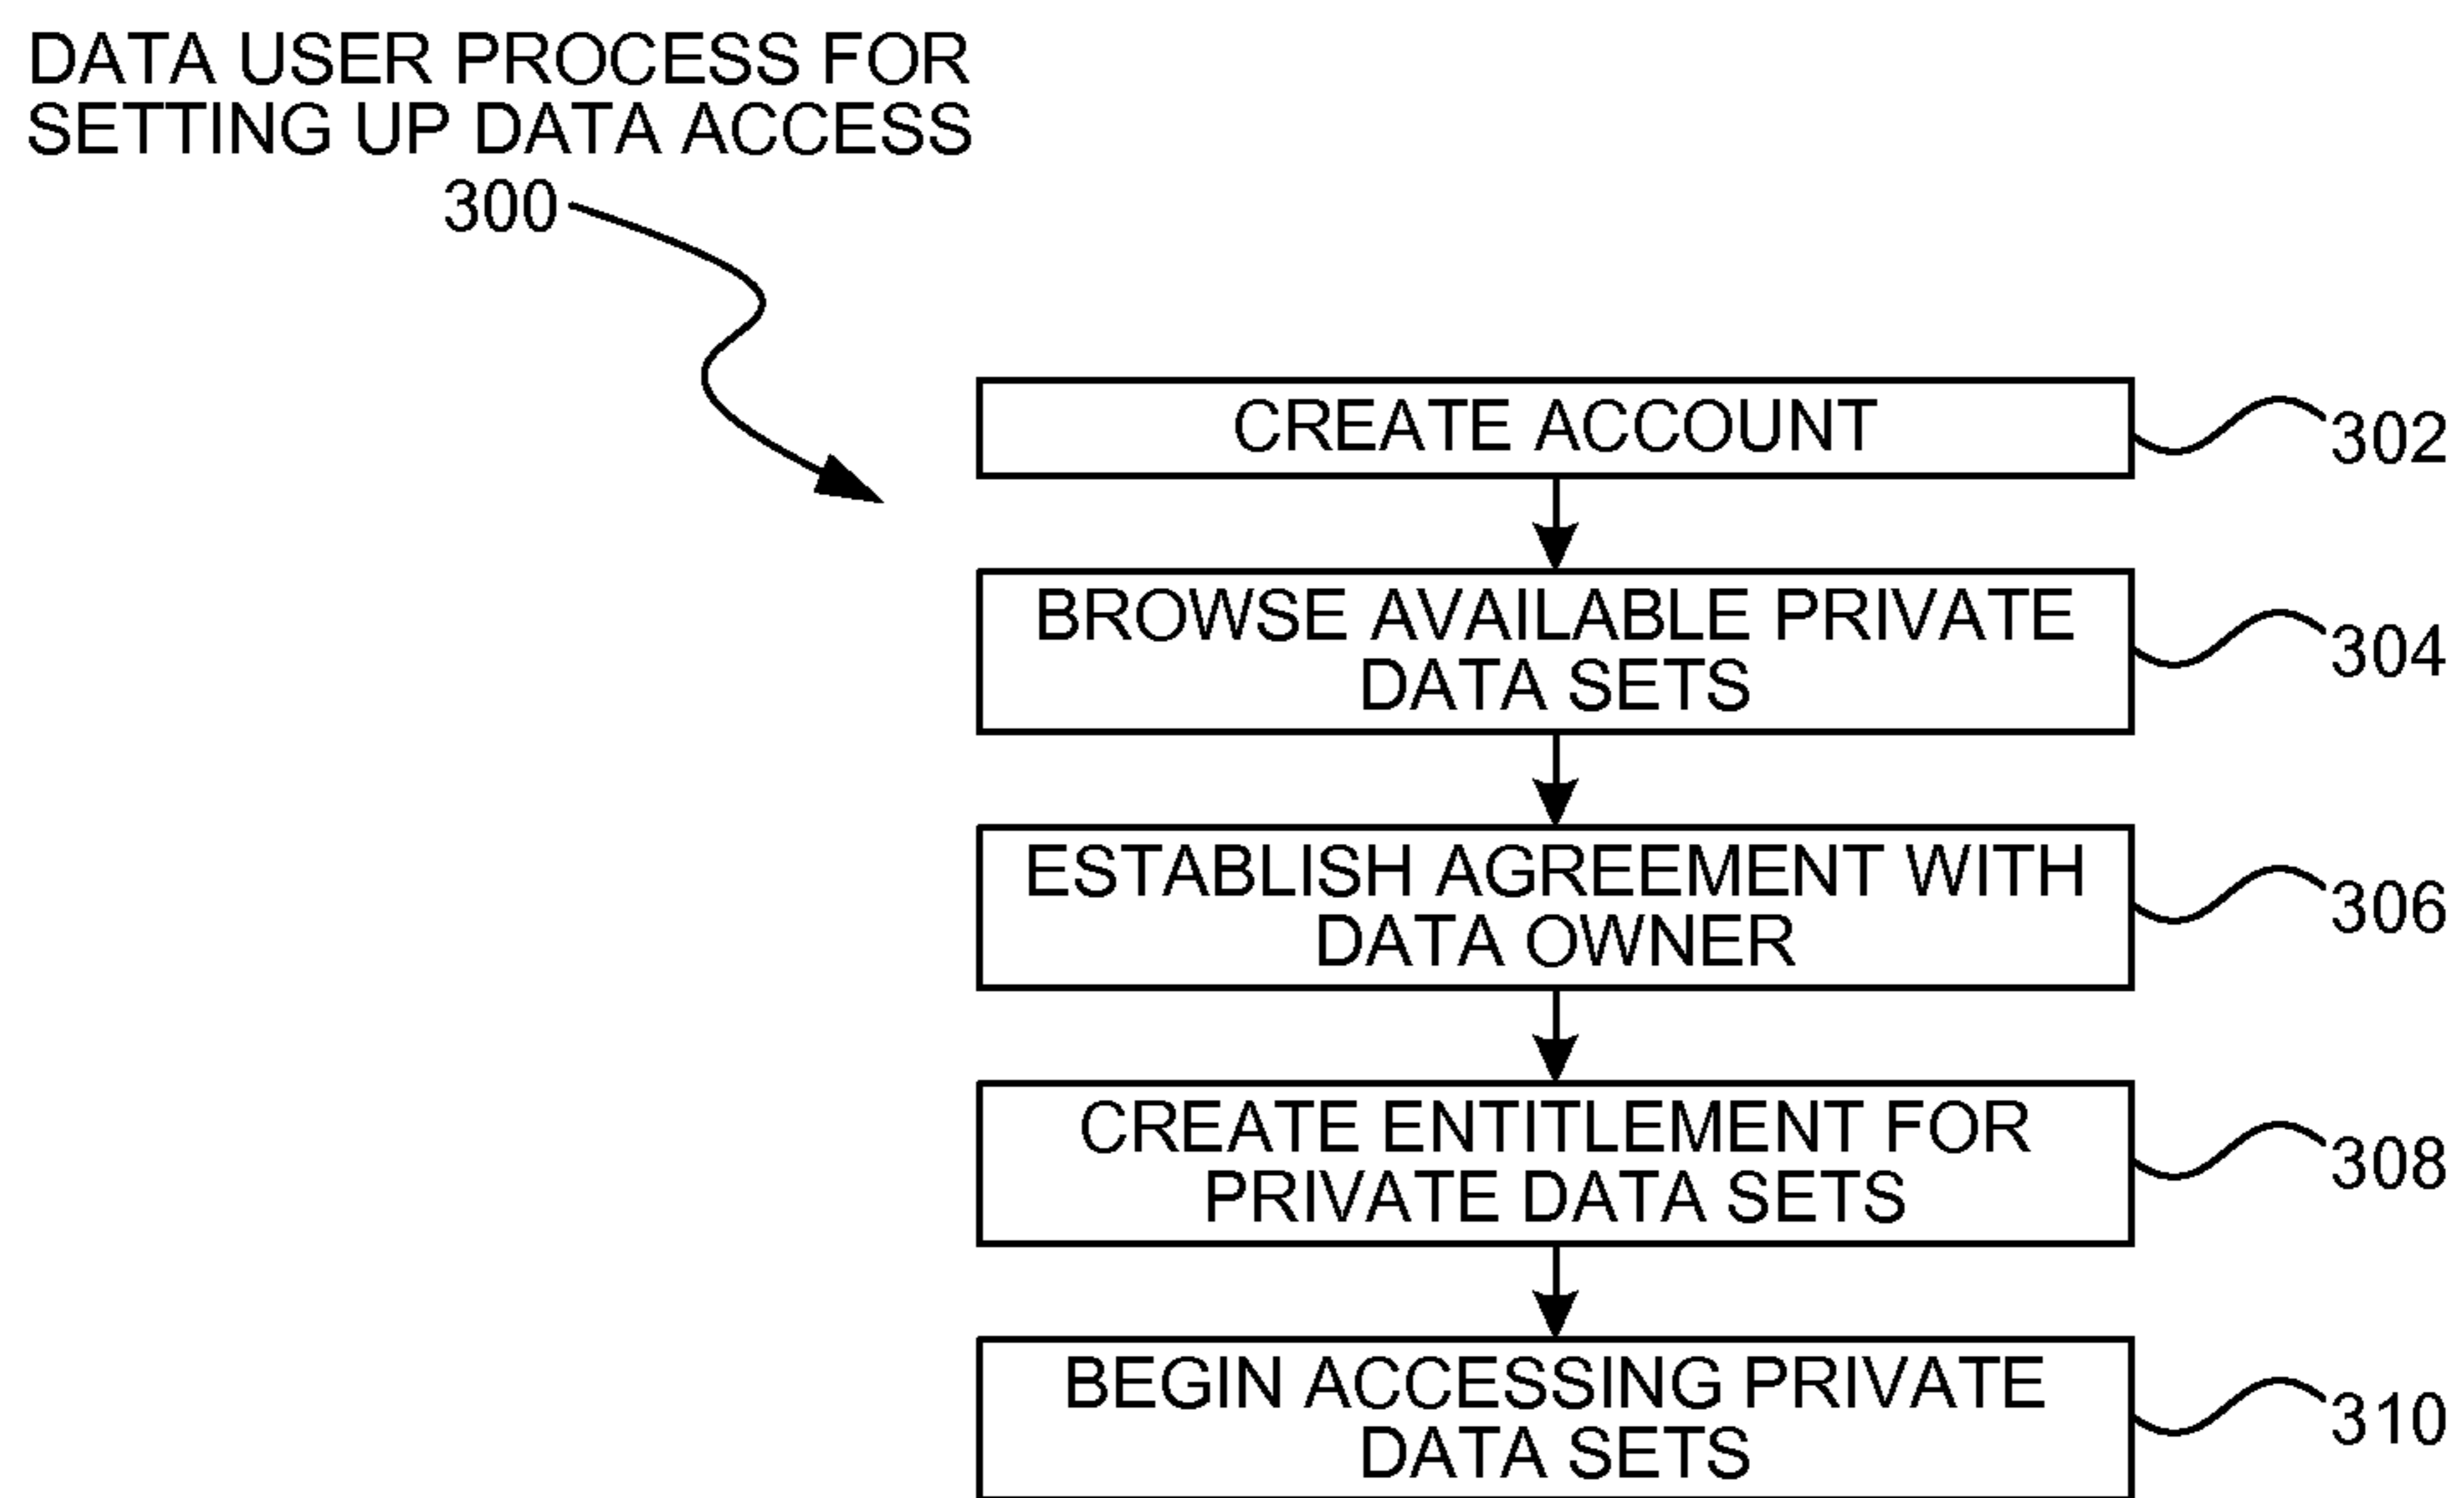 DATA USER PROCESS FOR
SETTING UP DATA ACCESS
300
CREATE ACCOUNT
302
BROWSE AVAILABLE PRIVATE
DATA SETS
304
ESTABLISH AGREEMENT WITH
DATA OWNER
306
CREATE ENTITLEMENT FOR
PRIVATE DATA SETS
308
BEGIN ACCESSING PRIVATE
DATA SETS
310